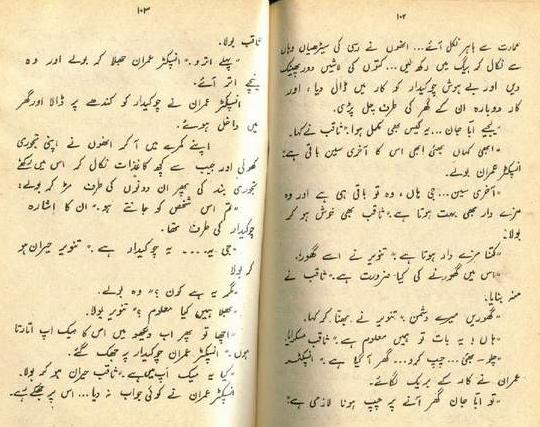 ۱۰۲
عمارت سے باہر نکل آئے... انھوں نے رسی کی سیڑھیاں وہاں
سے نکال کر بیگ میں رکھ لیں... کتوں کی لاشیں دور پھینک
دیں اور بے ہوش چوکیدار کو کار میں ڈال دیا، اور
کار دوبارہ ان کے گھر کی طرف چل پڑی۔
"لیجیے ابا جان... یہ کیس بھی مکمل ہوا۔" ثاقب نے کہا۔
"ابھی کہاں بھئی ابھی اس کا آخری سین باقی ہے۔"
انسپکٹر عمران بولے۔
"آخری سین... جی ہاں، وہ تو باقی ہی ہے اور وہ
مزے دار بھی بہت ہوتا ہے۔" ثاقب بھی خوش ہو کر
بولا۔
"کتنا مزے دار ہوتا ہے۔" تنویر نے اسے گھورا۔
"اس میں گھورنے کی کیا ضرورت ہے۔" ثاقب نے
منہ بنایا۔
"گھوریں میرے دشمن۔" تنویر نے بھنّا کر کہا۔
"ہاں! یہ بات تو ہمیں معلوم ہے۔" ثاقب مسکرایا۔
"چلو۔ بھئی... چپ کرو... گھر آ گیا ہے۔" انسپکٹر
عمران نے کار کے بریک لگائے۔
"تو ابا جان گھر آنے پر چپ ہونا لازمی ہے۔"
۱۰۳
ثاقب بولا۔
"پہلے اترو۔" انسپکٹر عمران جھلا کر بولے اور وہ
نیچے اتر آئے۔
انسپکٹر عمران نے چوکیدار کو کندھے پر ڈالا اور گھر
میں داخل ہوئے۔
اپنے کمرے میں آ کر انھوں نے اپنی تجوری
کھولی اور جیب سے کچھ کاغذات نکال کر اس میں رکھے
تجوری بند کی پھر ان دونوں کی طرف مڑ کر بولے:
"تم اس شخص کو جانتے ہو۔" ان کا اشارہ
چوکیدار کی طرف تھا۔
"جی یہ.... یہ چوکیدار ہے۔" تنویر حیران ہو
کر بولا
"مگر یہ ہے کون؟" وہ بولے۔
"بھلا ہمیں کیا معلوم؟" تنویر بولا۔
"اچھا تو پھر اب دیکھو میں اس کا میک اپ اتارتا
ہوں۔" انسپکٹر عمران چوکیدار پر جھک گئے۔
"کیا یہ میک اپ میں ہے۔" ثاقب حیران ہو کر بولا۔
انسپکٹر عمران نے کوئی جواب نہ دیا... اس پر جھکے رہے۔